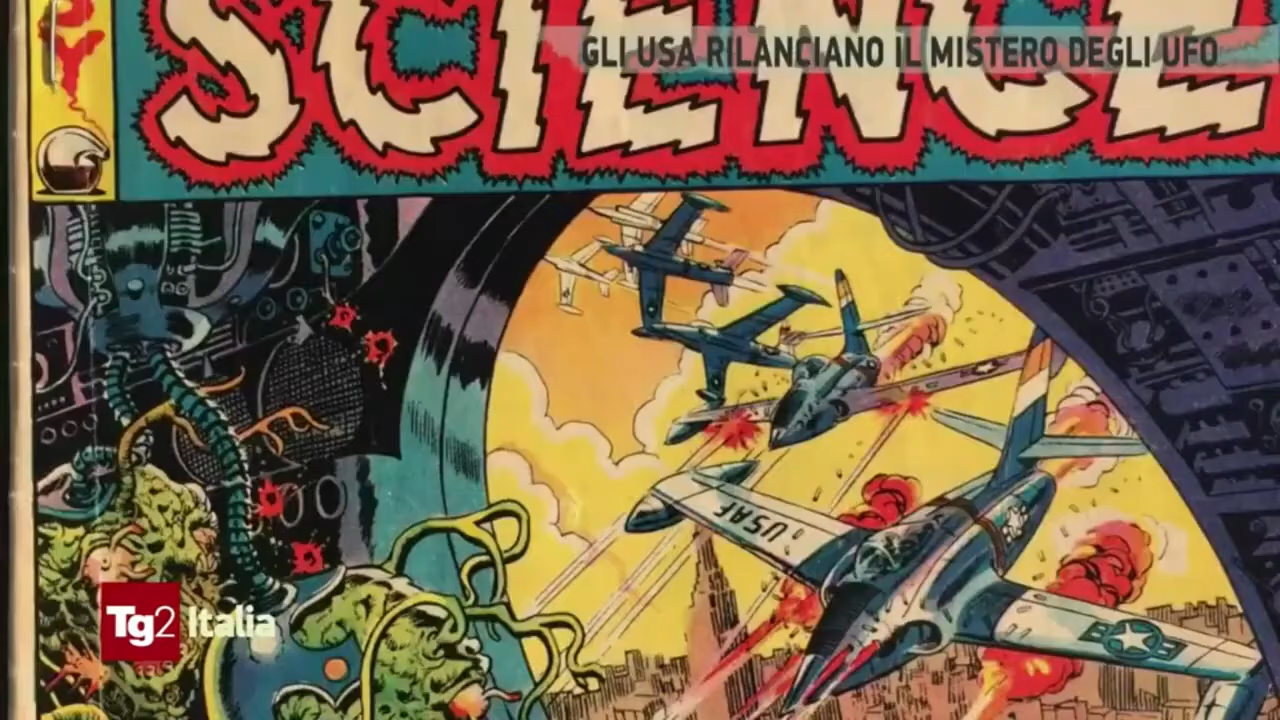 SCIENCE
GLI USA RILANCIANO IL MISTERO DEGLI UFO
USAF
Tg2 Italia